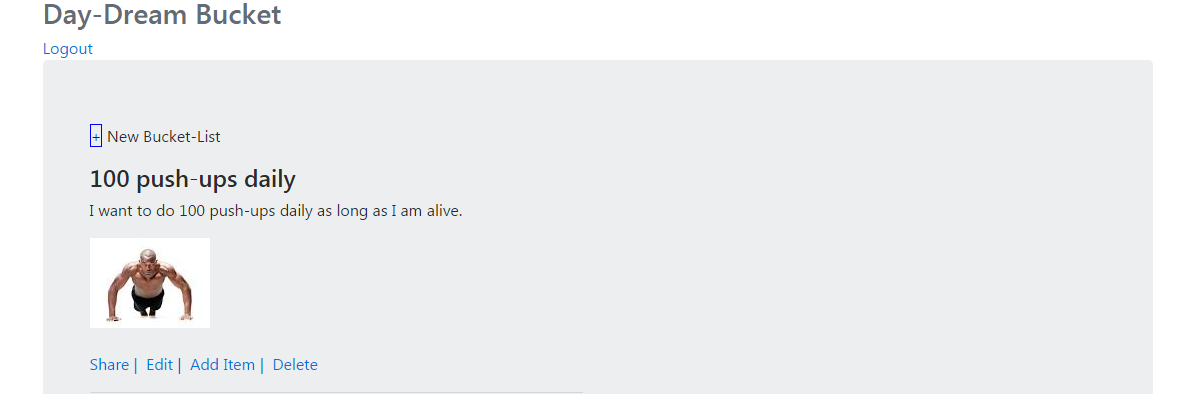 Day-Dream Bucket
Logout
+ New Bucket-List
100 push-ups daily
I want to do 100 push-ups daily as long as I am alive.
Share | Edit | Add Item | Delete